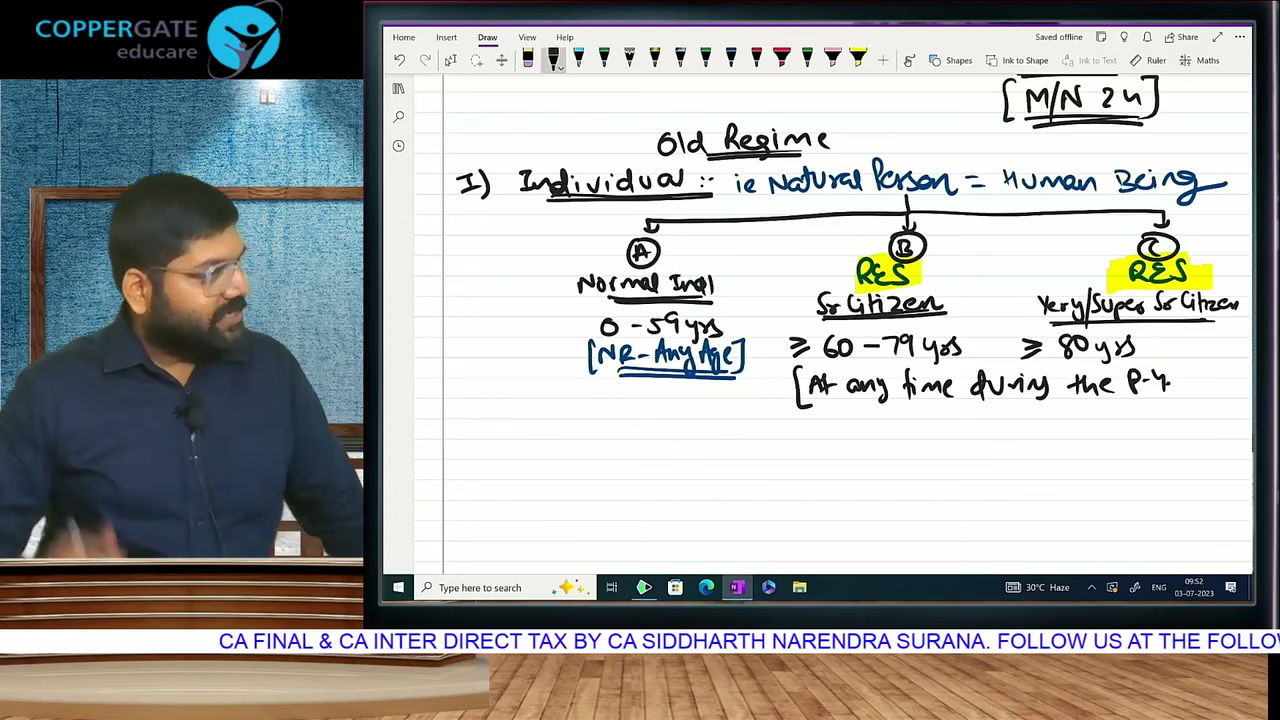 COPPERGATE
educare
Home Insert Draw View Help
Saved offline
Share
Shapes
Ink to Shape
Ink to Text
Ruler
Maths
[M/N 24]
Old Regime
I) Individual :- ie Natural Person = Human Being
A
B
C
RES
RES
Normal Indl
Sr Citizen
Very/Super Sr Citizen
0 - 59 yrs
≥ 60 - 79 yrs
≥ 80 yrs
[NR - Any Age]
[At any time during the P.Y.
Type here to search
30°C Haze
ENG
09:52
03-07-2023
CA FINAL & CA INTER DIRECT TAX BY CA SIDDHARTH NARENDRA SURANA. FOLLOW US AT THE FOLLO